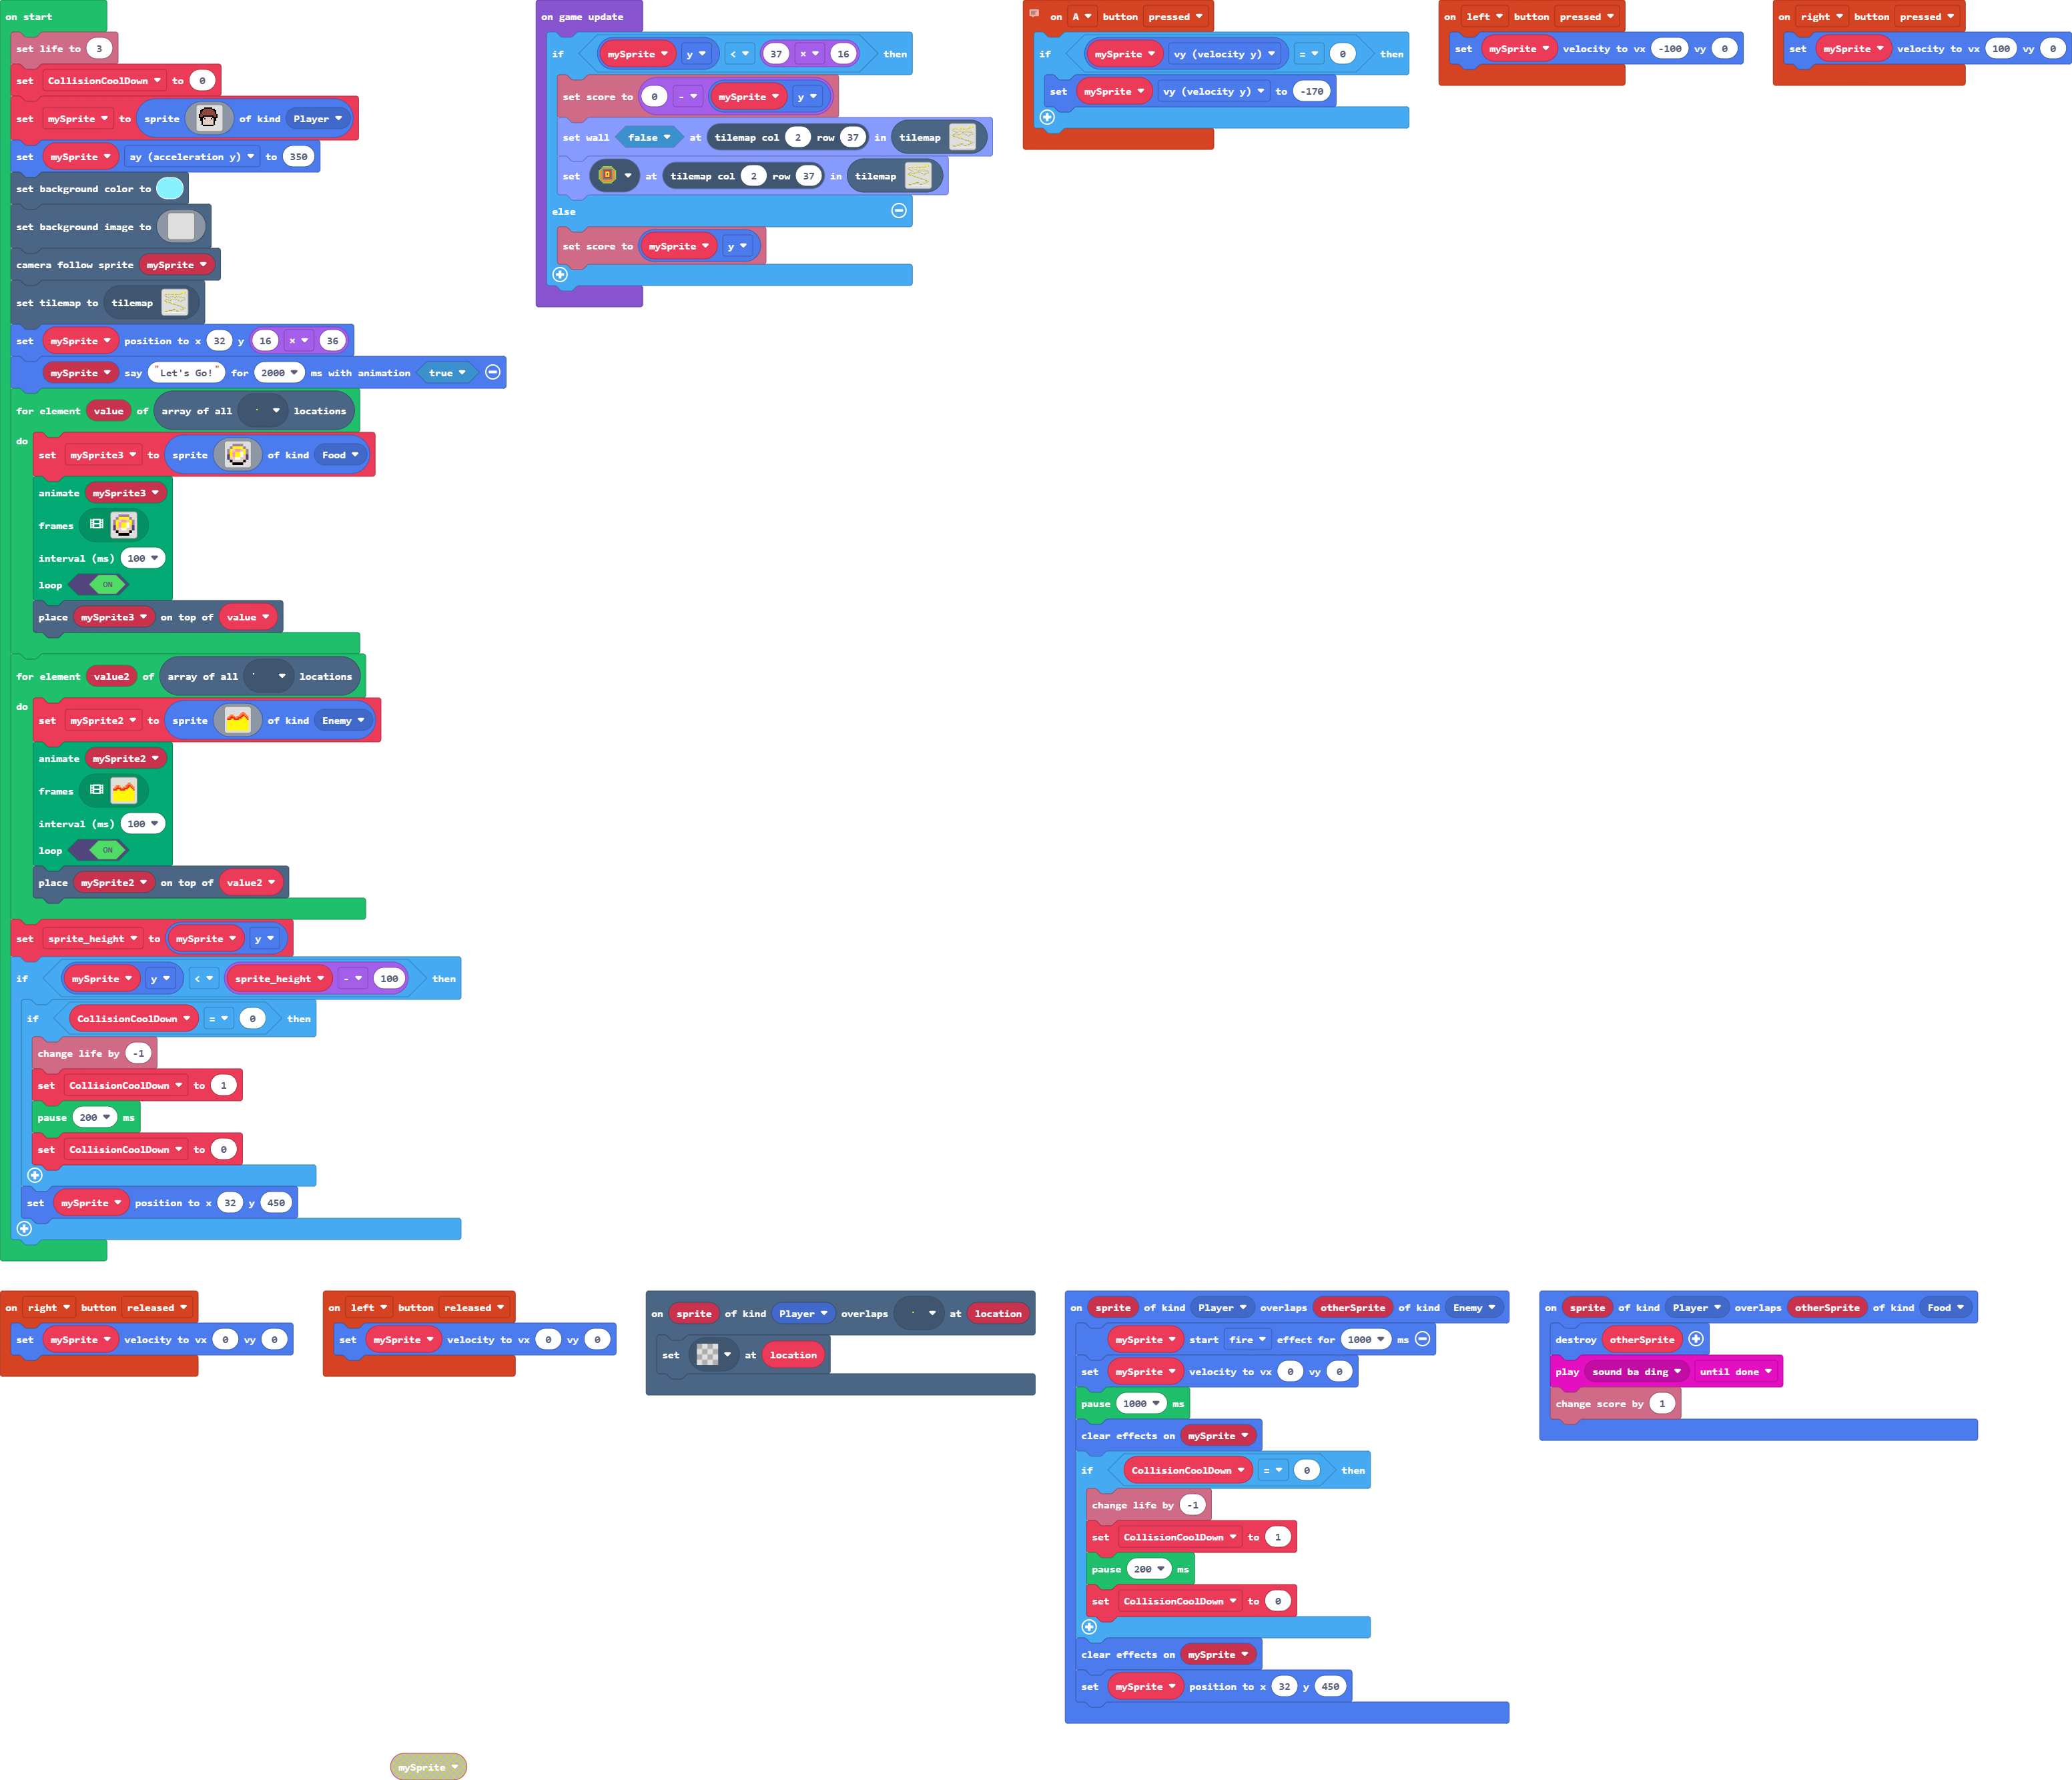 on start
set life to 3
set CollisionCoolDown to 0
set mySprite to sprite of kind Player
set mySprite ay (acceleration y) to 350
set background color to
set background image to
camera follow sprite mySprite
set tilemap to tilemap
set mySprite position to x 32 y 16 × 36
mySprite say "Let's Go!" for 2000 ms with animation true
for element value of array of all locations
do
set mySprite3 to sprite of kind Food
animate mySprite3
frames
interval (ms) 100
loop ON
place mySprite3 on top of value
for element value2 of array of all locations
do
set mySprite2 to sprite of kind Enemy
animate mySprite2
frames
interval (ms) 100
loop ON
place mySprite2 on top of value2
set sprite_height to mySprite y
if mySprite y < sprite_height - 100 then
if CollisionCoolDown = 0 then
change life by -1
set CollisionCoolDown to 1
pause 200 ms
set CollisionCoolDown to 0
set mySprite position to x 32 y 450
on game update
if mySprite y < 37 × 16 then
set score to 0 - mySprite y
set wall false at tilemap col 2 row 37 in tilemap
set at tilemap col 2 row 37 in tilemap
else
set score to mySprite y
on A button pressed
if mySprite vy (velocity y) = 0 then
set mySprite vy (velocity y) to -170
on left button pressed
set mySprite velocity to vx -100 vy 0
on right button pressed
set mySprite velocity to vx 100 vy 0
on right button released
set mySprite velocity to vx 0 vy 0
on left button released
set mySprite velocity to vx 0 vy 0
on sprite of kind Player overlaps at location
set at location
on sprite of kind Player overlaps otherSprite of kind Enemy
mySprite start fire effect for 1000 ms
set mySprite velocity to vx 0 vy 0
pause 1000 ms
clear effects on mySprite
if CollisionCoolDown = 0 then
change life by -1
set CollisionCoolDown to 1
pause 200 ms
set CollisionCoolDown to 0
clear effects on mySprite
set mySprite position to x 32 y 450
on sprite of kind Player overlaps otherSprite of kind Food
destroy otherSprite
play sound ba ding until done
change score by 1
mySprite